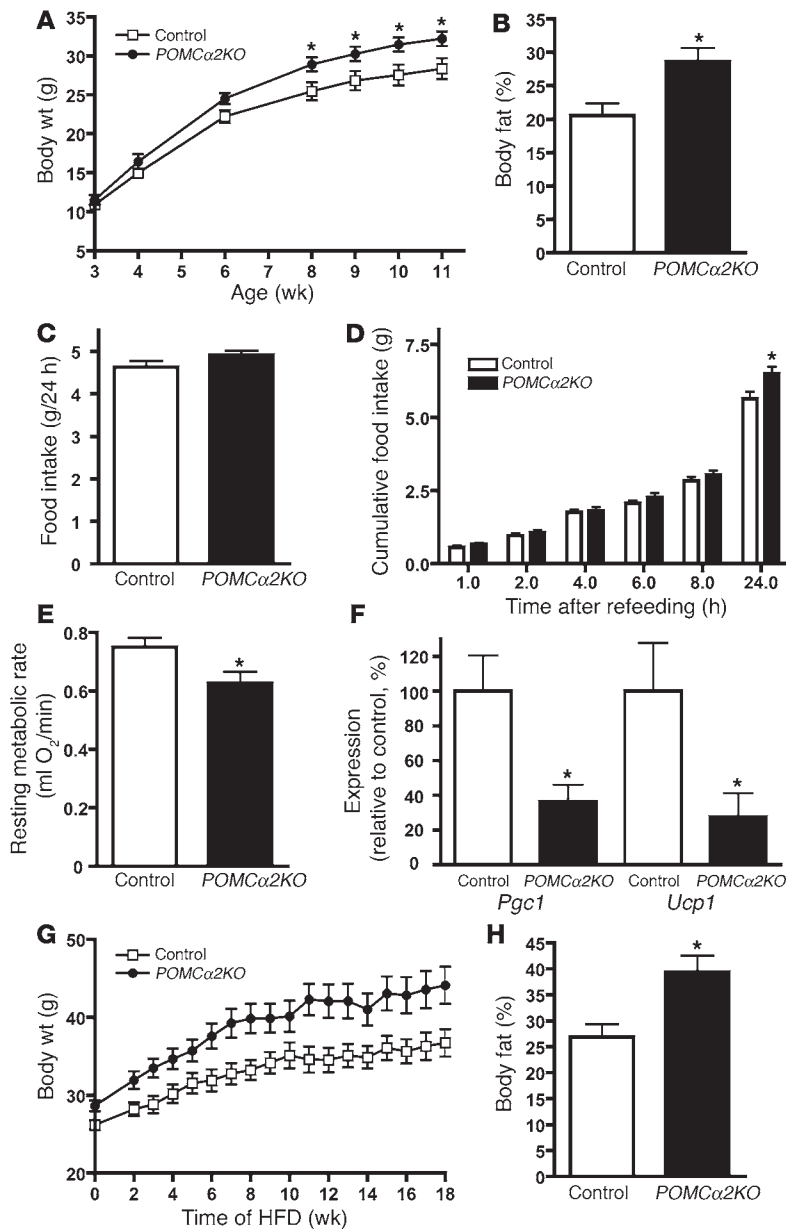 A
Body wt (g)
35
30
25
20
15
10
5
Control
POMCα2KO
* * * *
3 4 5 6 7 8 9 10 11
Age (wk)
B
Body fat (%)
35
30
25
20
15
10
5
0
*
Control POMCα2KO
C
Food intake (g/24 h)
5
4
3
2
1
0
Control POMCα2KO
D
Cumulative food intake (g)
7.5
5.0
2.5
0.0
Control
POMCα2KO
*
1.0 2.0 4.0 6.0 8.0 24.0
Time after refeeding (h)
E
Resting metabolic rate
(ml O₂/min)
0.8
0.6
0.4
0.2
0
*
Control POMCα2KO
F
Expression
(relative to control, %)
120
100
80
60
40
20
0
* *
Control POMCα2KO Control POMCα2KO
Pgc1 Ucp1
G
Body wt (g)
50
40
30
20
Control
POMCα2KO
0 2 4 6 8 10 12 14 16 18
Time of HFD (wk)
H
Body fat (%)
45
40
35
30
25
20
15
10
5
0
*
Control POMCα2KO